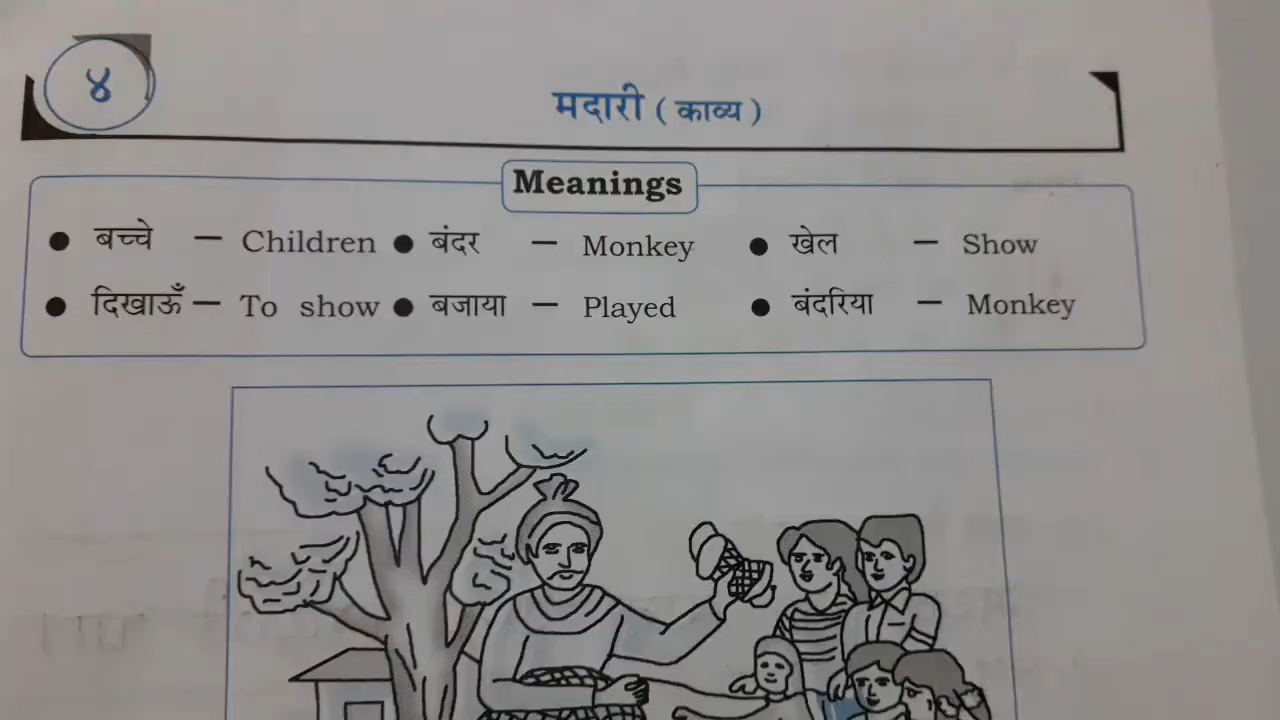 ४
मदारी ( काव्य )
Meanings
● बच्चे – Children ● बंदर – Monkey ● खेल – Show
● दिखाऊँ – To show ● बजाया – Played ● बंदरिया – Monkey